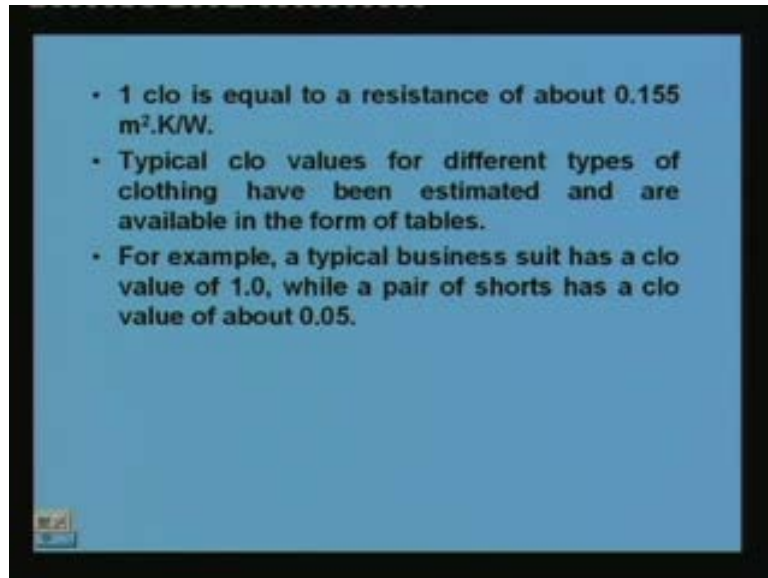 • 1 clo is equal to a resistance of about 0.155
m².K/W.
• Typical clo values for different types of
clothing have been estimated and are
available in the form of tables.
• For example, a typical business suit has a clo
value of 1.0, while a pair of shorts has a clo
value of about 0.05.